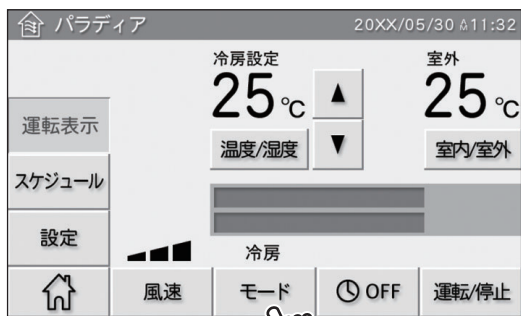 パラディア 20XX/05/30 11:32
冷房設定 室外
25℃ 25℃
▲
温度/湿度 ▼ 室内/室外
運転表示
スケジュール
設定
冷房
風速 モード OFF 運転/停止